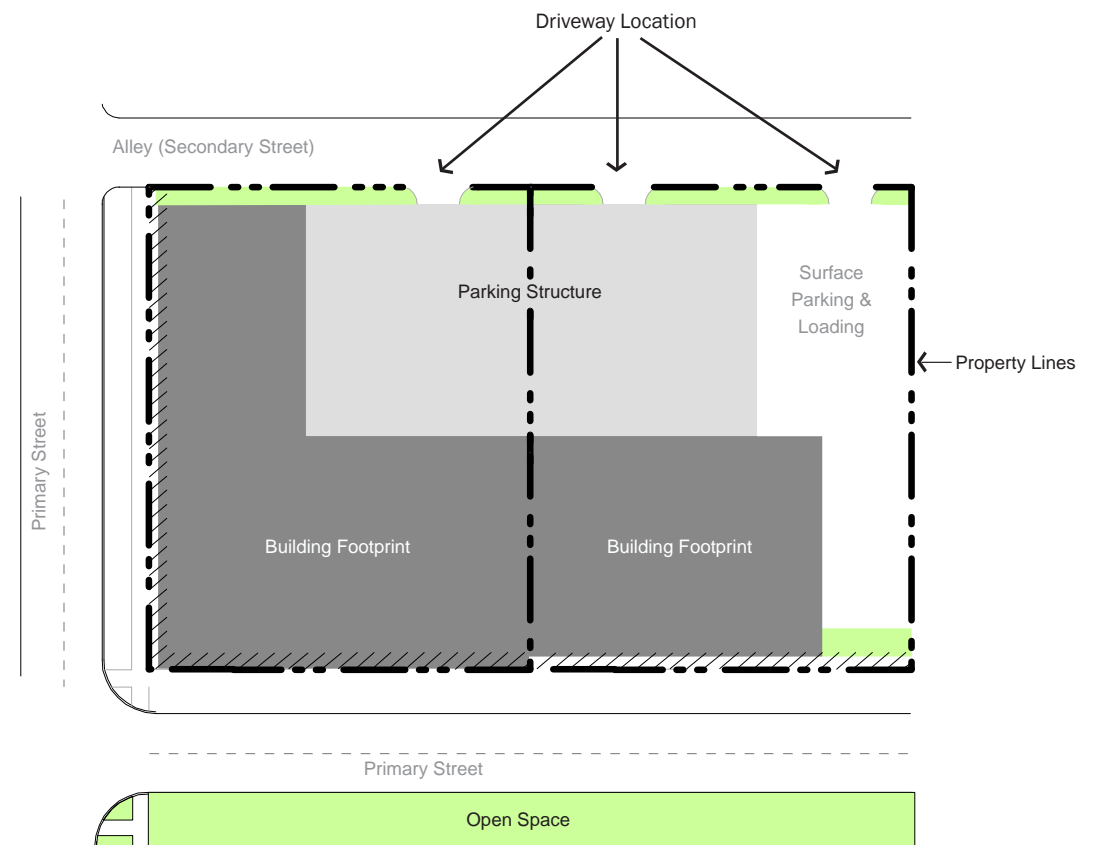 Driveway Location
Alley (Secondary Street)
Surface
Parking &
Loading
Parking Structure
Property Lines
Primary Street
Building Footprint
Building Footprint
Primary Street
Open Space